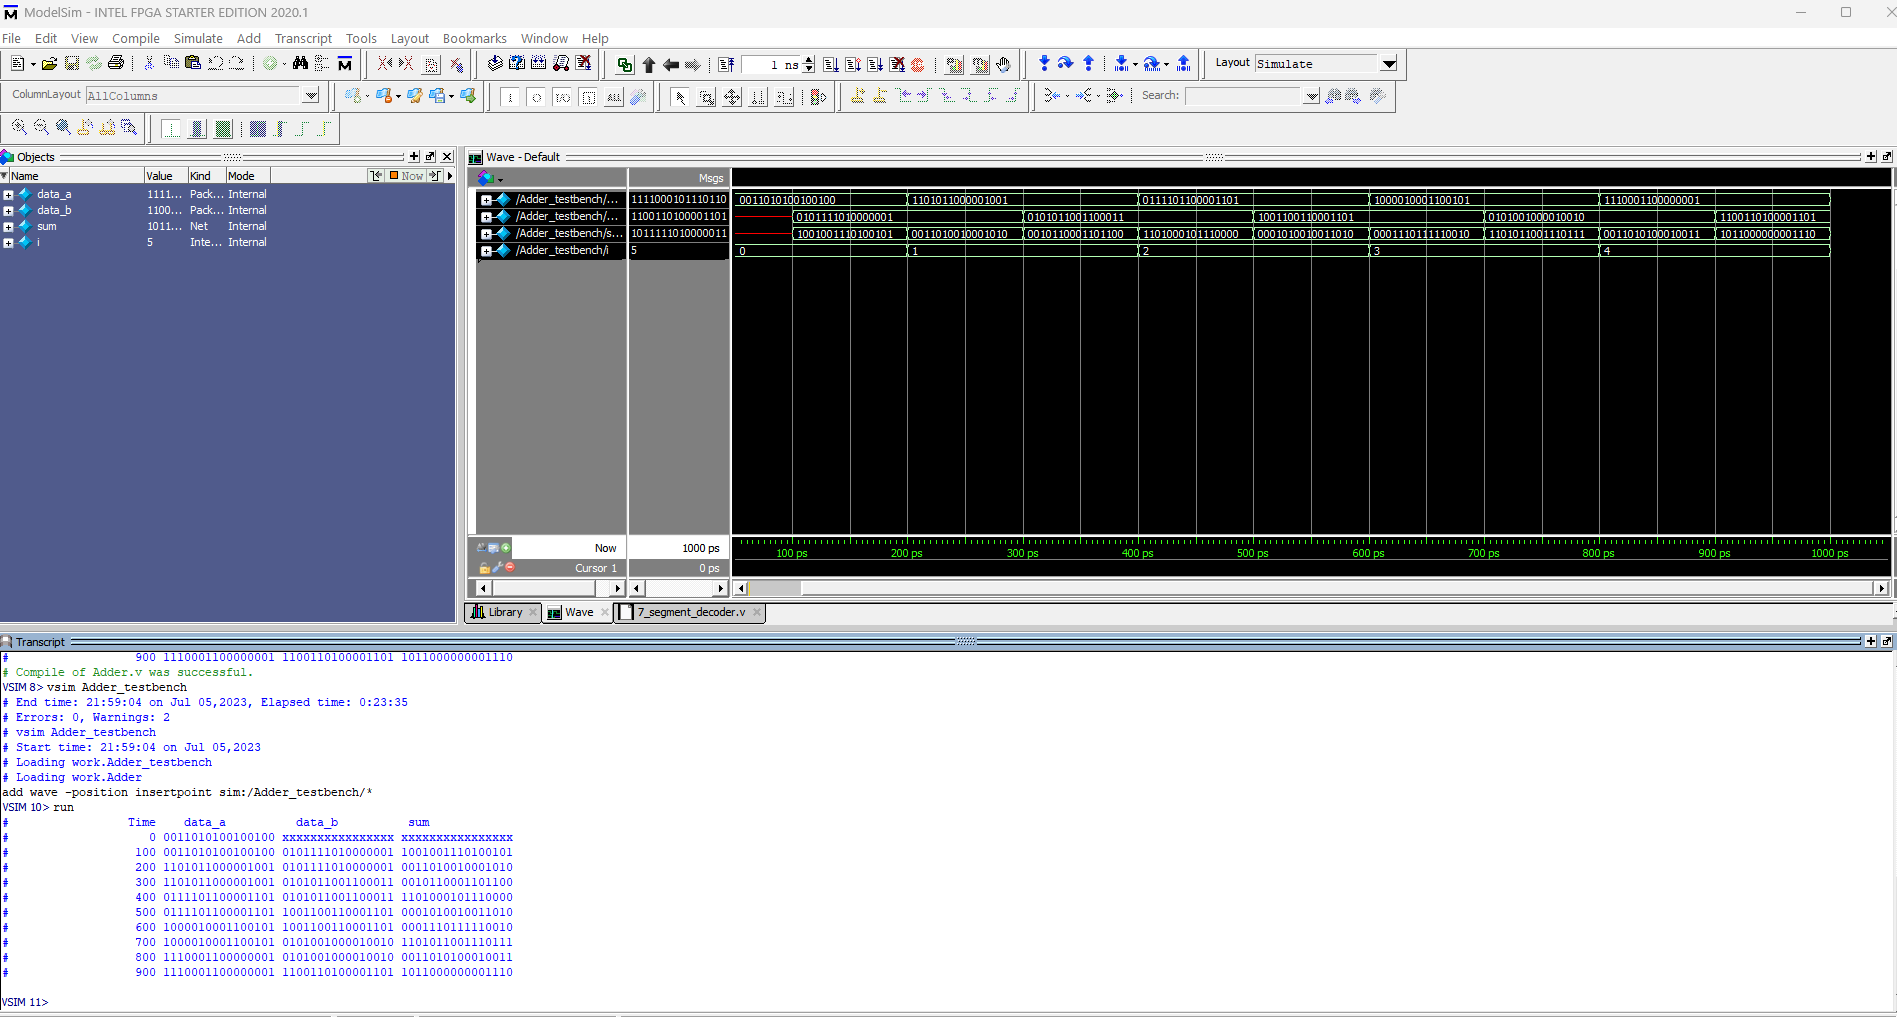 ModelSim - INTEL FPGA STARTER EDITION 2020.1
File Edit View Compile Simulate Add Transcript Tools Layout Bookmarks Window Help
1 ns
Layout Simulate
ColumnLayout AllColumns
Search:
Objects
Name Value Kind Mode Now
data_a 1111... Pack... Internal
data_b 1100... Pack... Internal
sum 1011... Net Internal
i 5 Inte... Internal
Wave - Default
Msgs
/Adder_testbench/... 1111000101110110 0011010100100100 1101011000001001 0111101100001101 1000010001100101 1110001100000001
/Adder_testbench/... 1100110100001101 0101111010000001 0101011001100011 1001100110001101 0101001000010010 1100110100001101
/Adder_testbench/s... 1011111010000011 1001001110100101 0011010010001010 0010110001101100 1101000101110000 0001010010011010 0001110111110010 1101011001110111 0011010100010011 1011000000001110
/Adder_testbench/i 5 0 1 2 3 4
Now 1000 ps
100 ps 200 ps 300 ps 400 ps 500 ps 600 ps 700 ps 800 ps 900 ps 1000 ps
Cursor 1 0 ps
Library Wave 7_segment_decoder.v
Transcript
# 900 1110001100000001 1100110100001101 1011000000001110
# Compile of Adder.v was successful.
VSIM 8> vsim Adder_testbench
# End time: 21:59:04 on Jul 05,2023, Elapsed time: 0:23:35
# Errors: 0, Warnings: 2
# vsim Adder_testbench
# Start time: 21:59:04 on Jul 05,2023
# Loading work.Adder_testbench
# Loading work.Adder
add wave -position insertpoint sim:/Adder_testbench/*
VSIM 10> run
# Time data_a data_b sum
# 0 0011010100100100 xxxxxxxxxxxxxxxx xxxxxxxxxxxxxxxx
# 100 0011010100100100 0101111010000001 1001001110100101
# 200 1101011000001001 0101111010000001 0011010010001010
# 300 1101011000001001 0101011001100011 0010110001101100
# 400 0111101100001101 0101011001100011 1101000101110000
# 500 0111101100001101 1001100110001101 0001010010011010
# 600 1000010001100101 1001100110001101 0001110111110010
# 700 1000010001100101 0101001000010010 1101011001110111
# 800 1110001100000001 0101001000010010 0011010100010011
# 900 1110001100000001 1100110100001101 1011000000001110
VSIM 11>